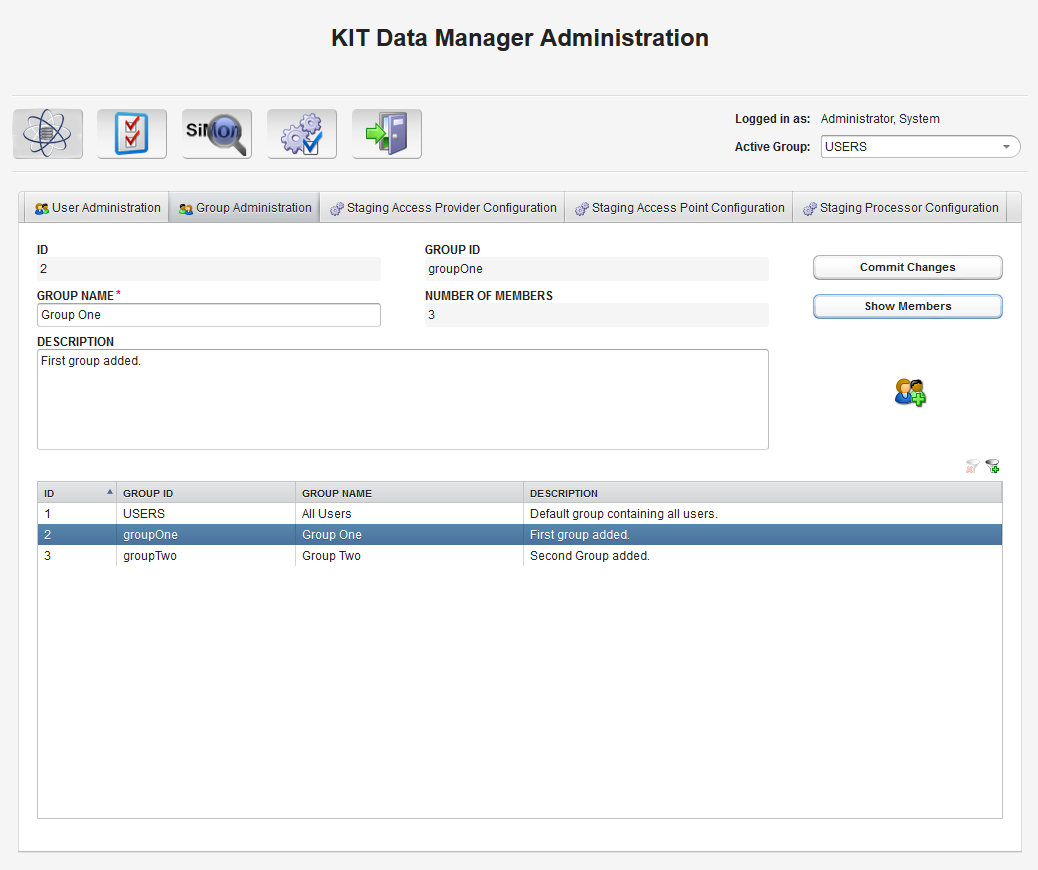 KIT Data Manager Administration
SiMon
Logged in as: Administrator, System
Active Group: USERS
User Administration Group Administration Staging Access Provider Configuration Staging Access Point Configuration Staging Processor Configuration
ID GROUP ID
2 groupOne
Commit Changes
GROUP NAME* NUMBER OF MEMBERS
Group One 3
Show Members
DESCRIPTION
First group added.
ID GROUP ID GROUP NAME DESCRIPTION
1 USERS All Users Default group containing all users.
2 groupOne Group One First group added.
3 groupTwo Group Two Second Group added.